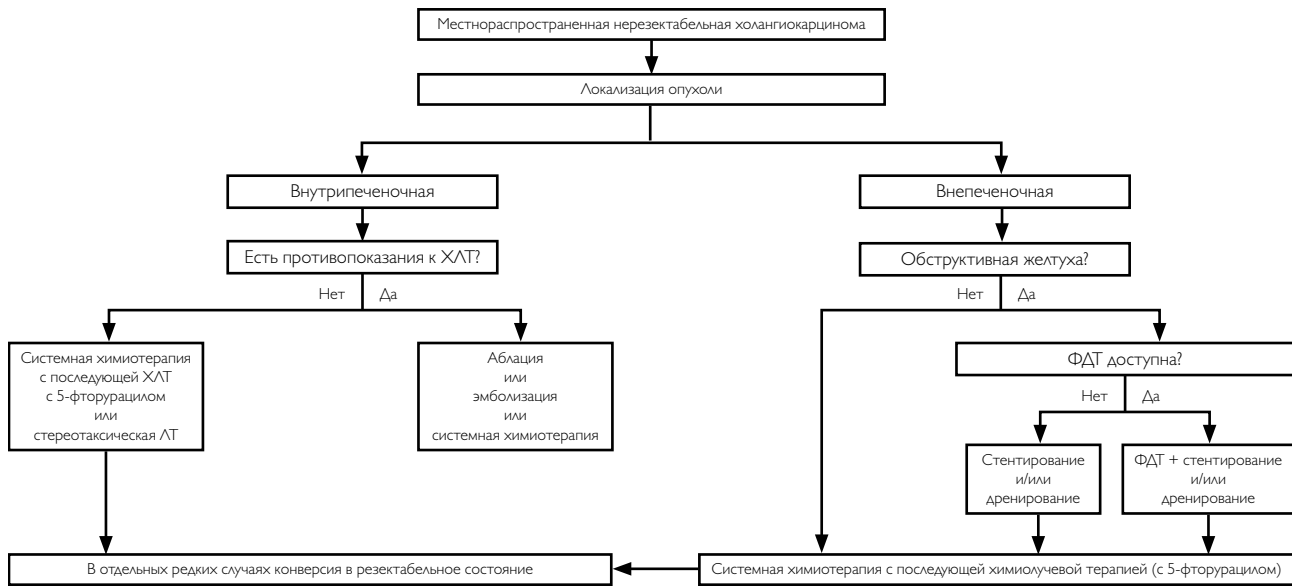 Местнораспространенная нерезектабельная холангиокарцинома
Локализация опухоли
Внутрипеченочная
Внепеченочная
Есть противопоказания к ХЛТ?
Обструктивная желтуха?
Нет
Да
Нет
Да
Системная химиотерапия
с последующей ХЛТ
с 5-фторурацилом
или
стереотаксическая ЛТ
Аблация
или
эмболизация
или
системная химиотерапия
ФДТ доступна?
Нет
Да
Стентирование
и/или
дренирование
ФДТ + стентирование
и/или
дренирование
В отдельных редких случаях конверсия в резектабельное состояние
Системная химиотерапия с последующей химиолучевой терапией (с 5-фторурацилом)